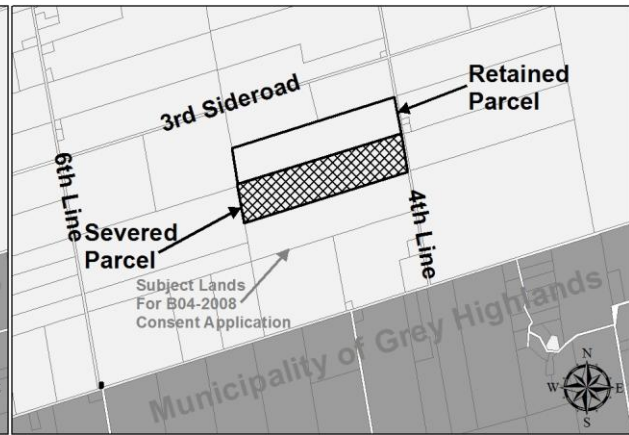 3rd Sideroad
Retained
Parcel
6th Line
Severed
Parcel
4th Line
Subject Lands
For B04-2008
Consent Application
Municipality of Grey Highlands
N
W
E
S